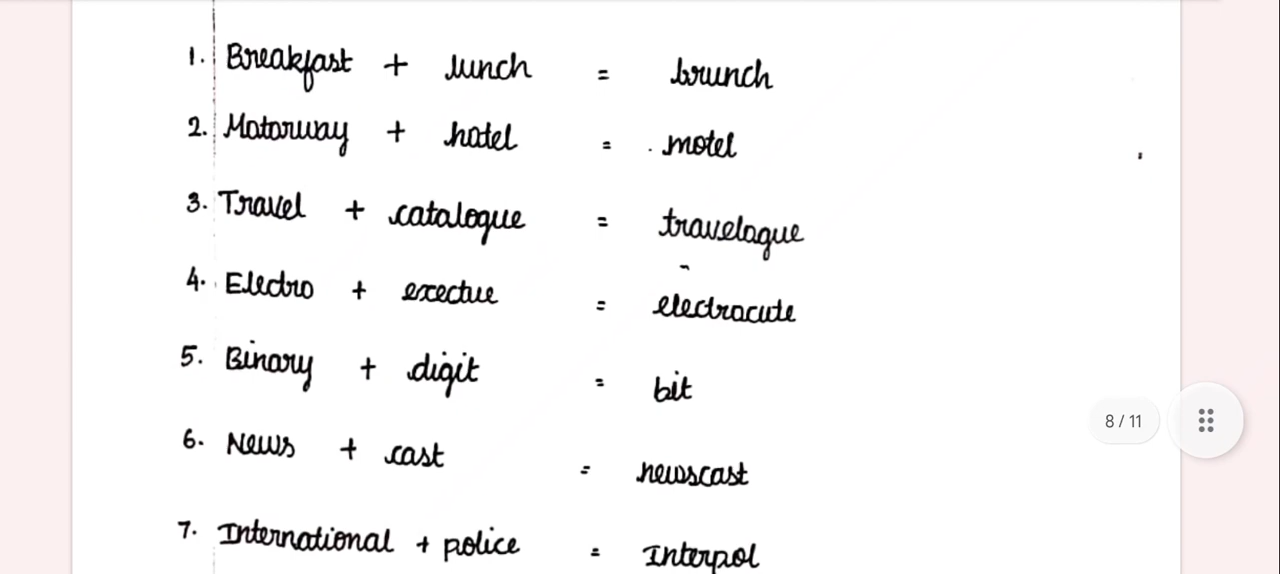 1. Breakfast + lunch = brunch
2. Motorway + hotel = motel
3. Travel + catalogue = travelogue
4. Electro + exectue = electrocute
5. Binary + digit = bit
8 / 11
6. News + cast = newscast
7. International + police = Interpol